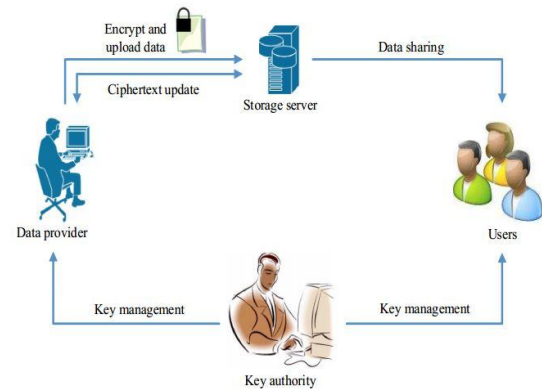 Encrypt and
upload data
Data sharing
Ciphertext update
Storage server
Data provider
Users
Key management
Key management
Key authority